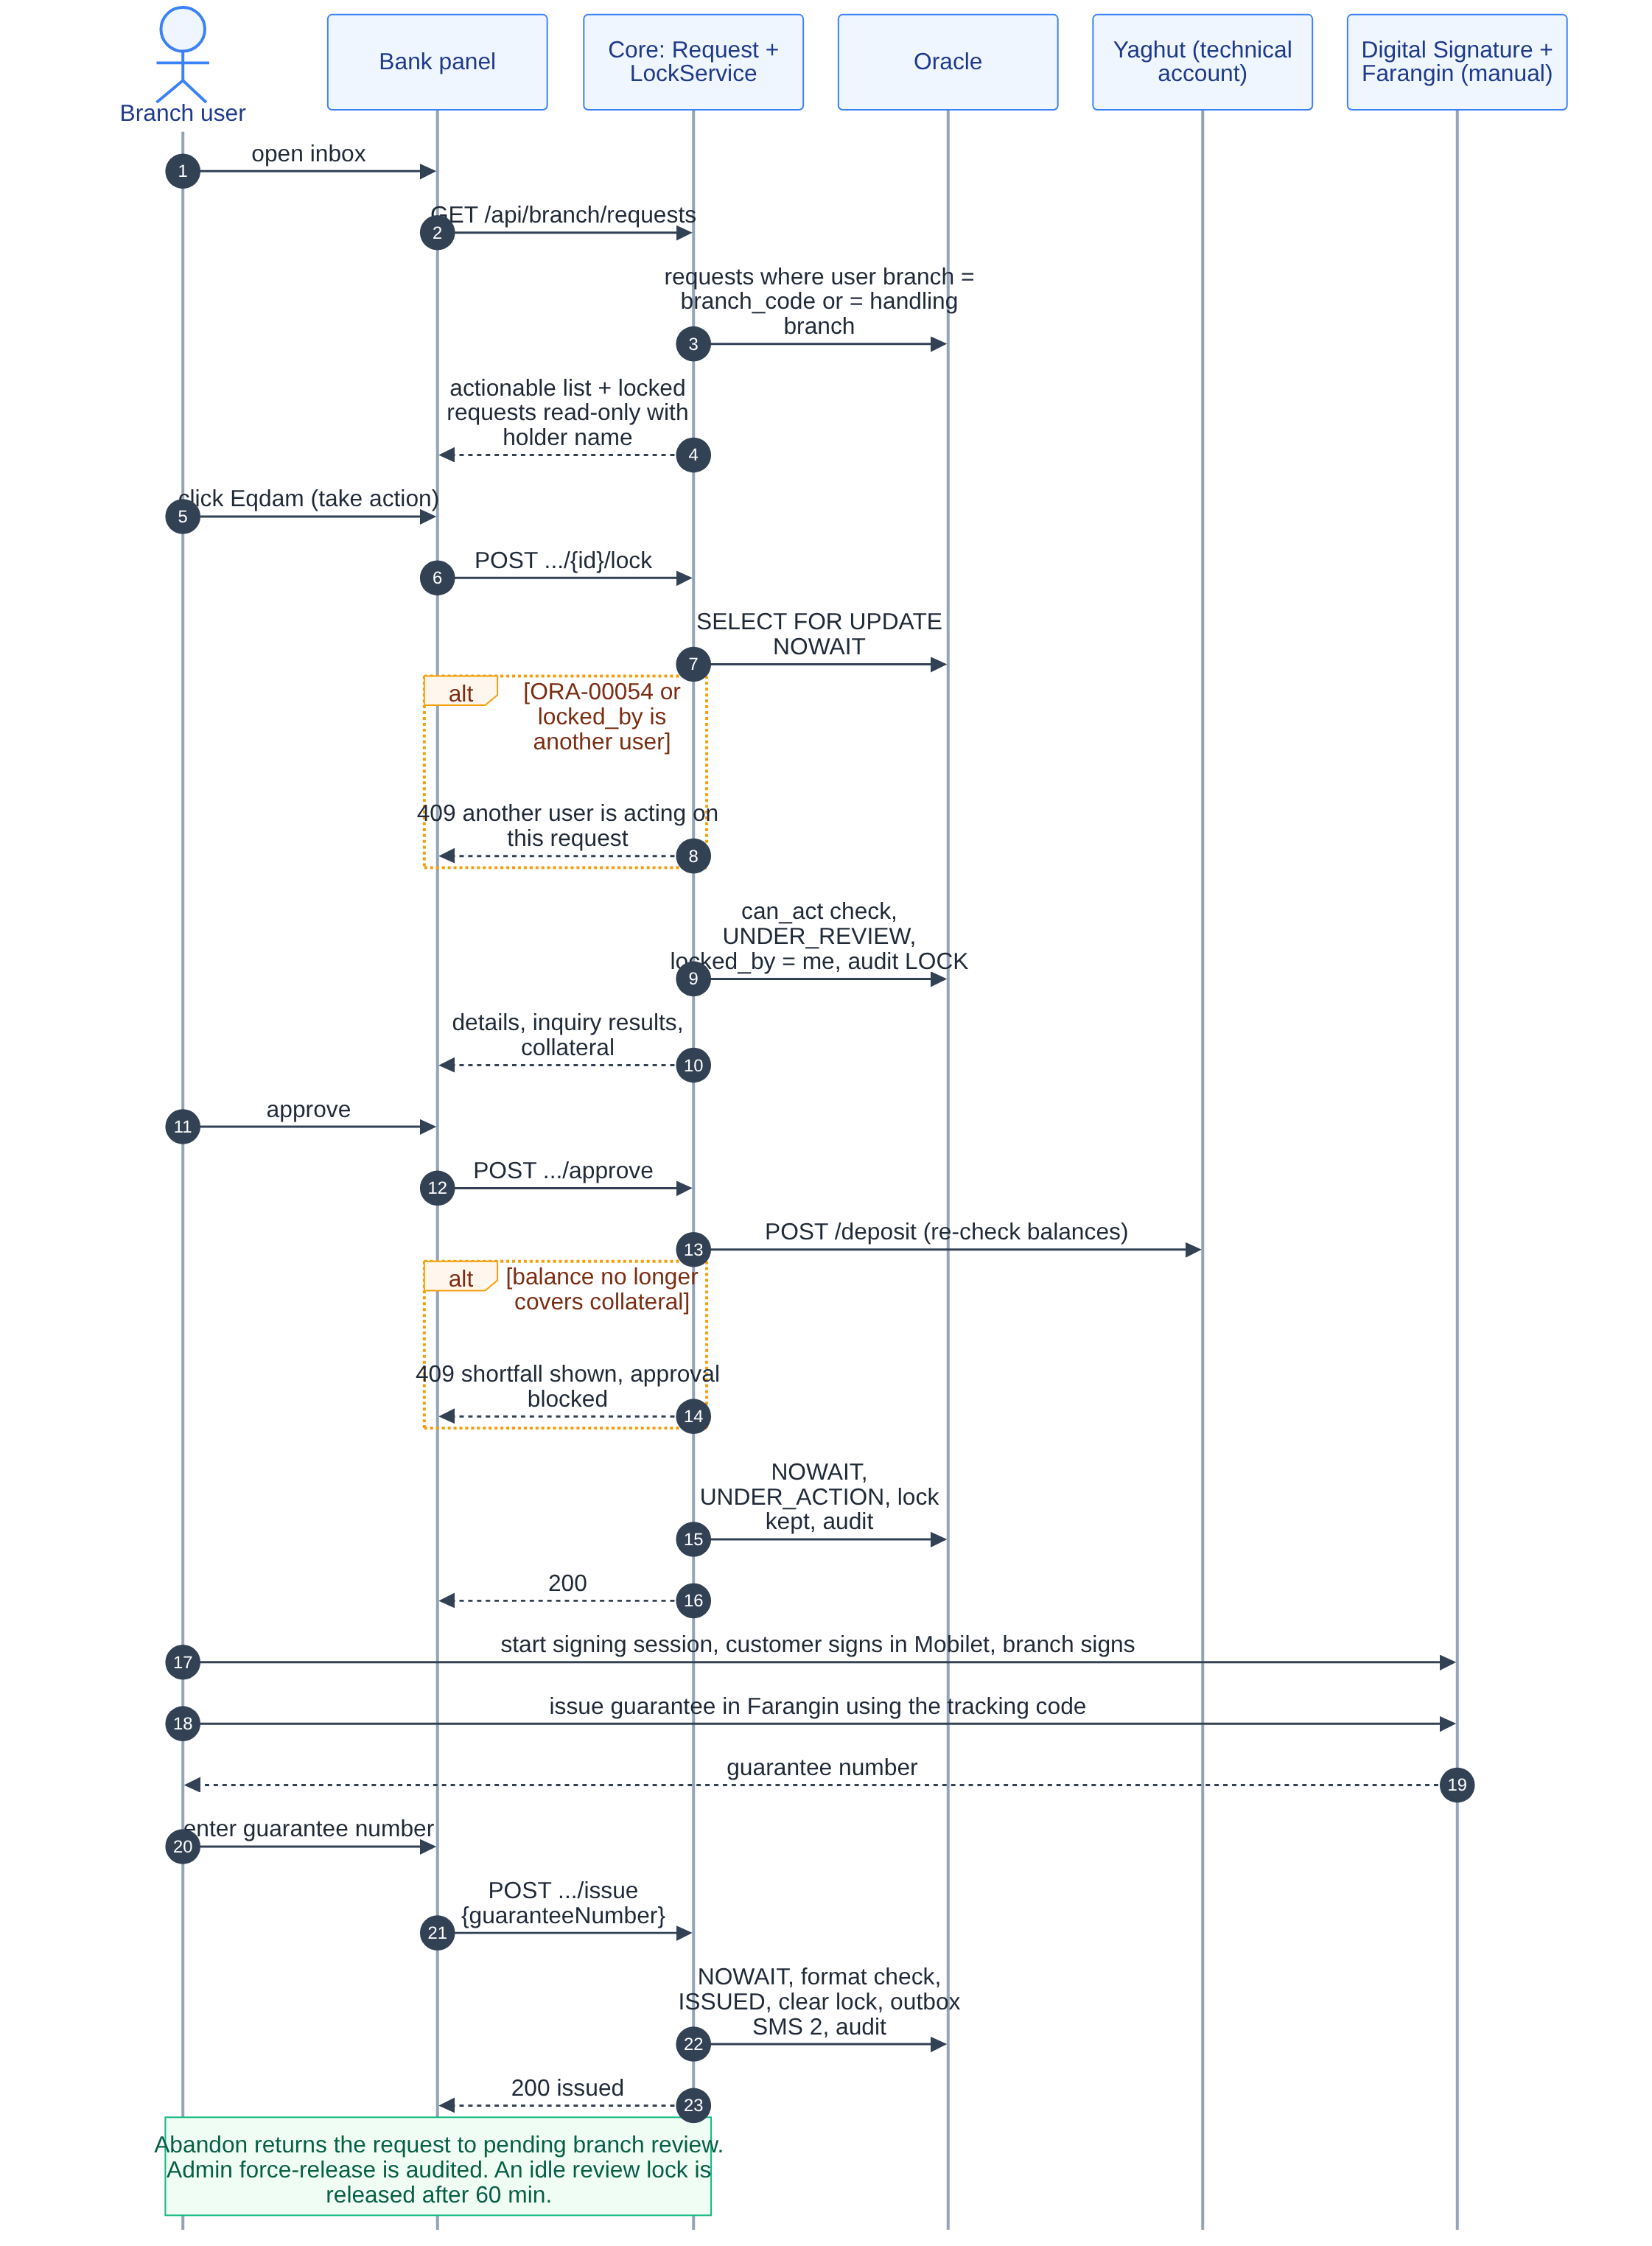 Branch user
Bank panel
Core: Request +
LockService
Oracle
Yaghut (technical
account)
Digital Signature +
Farangin (manual)
1
open inbox
2
GET /api/branch/requests
requests where user branch =
branch_code or = handling
branch
3
actionable list + locked
requests read-only with
holder name
4
click Eqdam (take action)
5
POST .../{id}/lock
6
SELECT FOR UPDATE
NOWAIT
7
alt
[ORA-00054 or
locked_by is
another user]
409 another user is acting on
this request
8
can_act check,
UNDER_REVIEW,
locked_by = me, audit LOCK
9
details, inquiry results,
collateral
10
approve
11
POST .../approve
12
POST /deposit (re-check balances)
13
alt
[balance no longer
covers collateral]
409 shortfall shown, approval
blocked
14
NOWAIT,
UNDER_ACTION, lock
kept, audit
15
200
16
start signing session, customer signs in Mobilet, branch signs
17
issue guarantee in Farangin using the tracking code
18
guarantee number
19
enter guarantee number
20
POST .../issue
{guaranteeNumber}
21
NOWAIT, format check,
ISSUED, clear lock, outbox
SMS 2, audit
22
200 issued
23
Abandon returns the request to pending branch review.
Admin force-release is audited. An idle review lock is
released after 60 min.